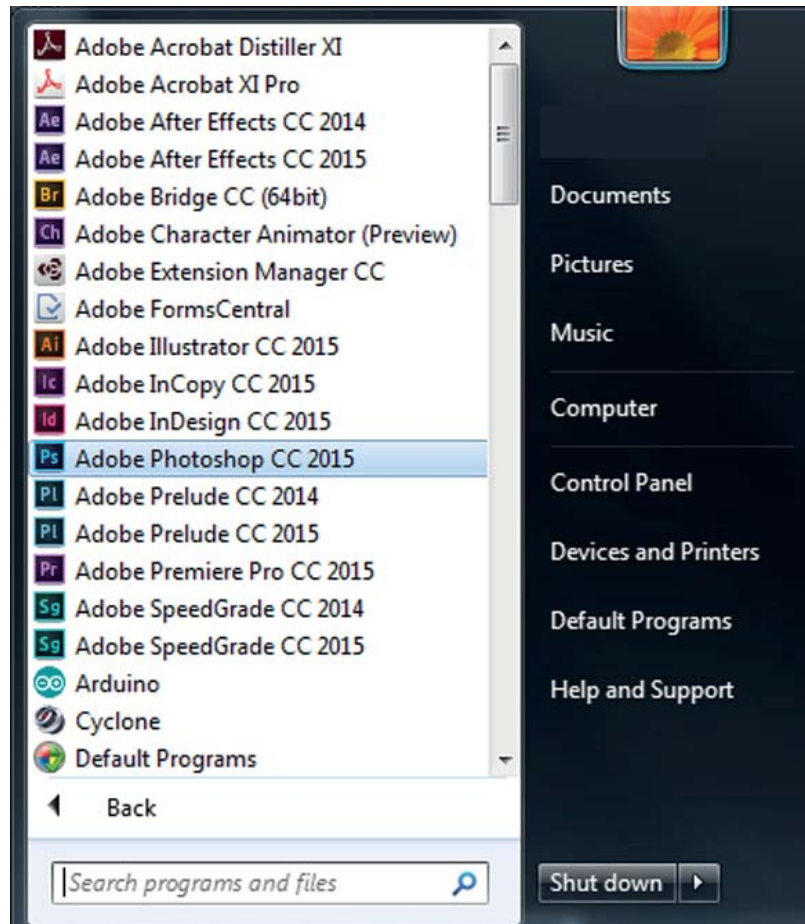 Adobe Acrobat Distiller XI
Adobe Acrobat XI Pro
Ae Adobe After Effects CC 2014
Ae Adobe After Effects CC 2015
Br Adobe Bridge CC (64bit)
Ch Adobe Character Animator (Preview)
Adobe Extension Manager CC
Adobe FormsCentral
Ai Adobe Illustrator CC 2015
Ic Adobe InCopy CC 2015
Id Adobe InDesign CC 2015
Ps Adobe Photoshop CC 2015
Pl Adobe Prelude CC 2014
Pl Adobe Prelude CC 2015
Pr Adobe Premiere Pro CC 2015
Sg Adobe SpeedGrade CC 2014
Sg Adobe SpeedGrade CC 2015
Arduino
Cyclone
Default Programs
Back
Search programs and files
Documents
Pictures
Music
Computer
Control Panel
Devices and Printers
Default Programs
Help and Support
Shut down